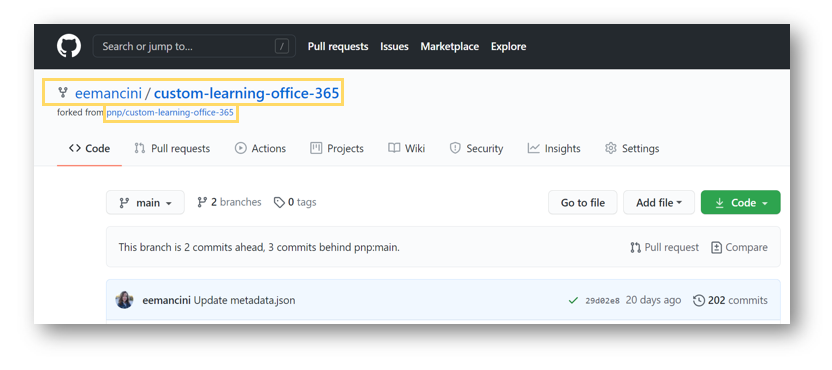 Search or jump to... / Pull requests Issues Marketplace Explore
eemancini / custom-learning-office-365
forked from pnp/custom-learning-office-365
<> Code Pull requests Actions Projects Wiki Security Insights Settings
main 2 branches 0 tags Go to file Add file Code
This branch is 2 commits ahead, 3 commits behind pnp:main. Pull request Compare
eemancini Update metadata.json 29d02e8 20 days ago 202 commits